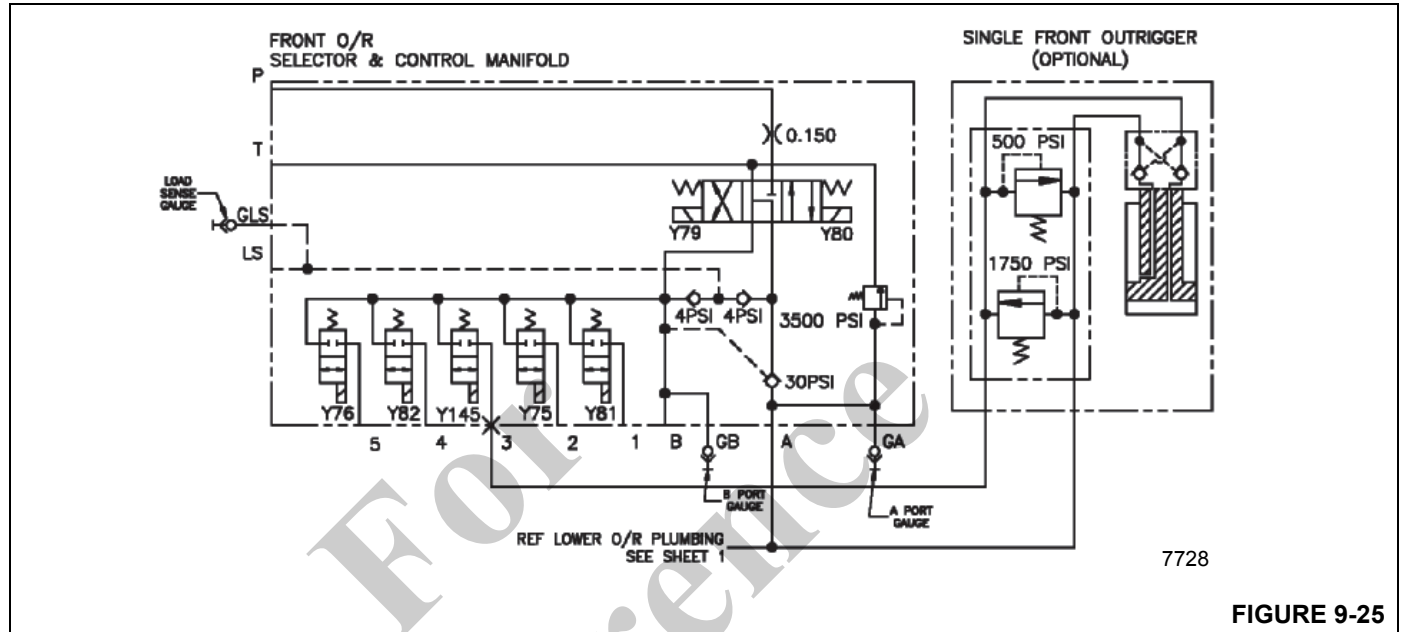 FRONT O/R
SELECTOR & CONTROL MANIFOLD
SINGLE FRONT OUTRIGGER
(OPTIONAL)
P
0.150
500 PSI
T
LOAD
SENSE
GAUGE
GLS
Y79
Y80
LS
1750 PSI
4PSI
4PSI
3500 PSI
30PSI
Y76
Y82
Y145
Y75
Y81
5
4
3
2
1
B
GB
A
GA
B PORT
GAUGE
A PORT
GAUGE
REF LOWER O/R PLUMBING
SEE SHEET 1
7728
FIGURE 9-25
For